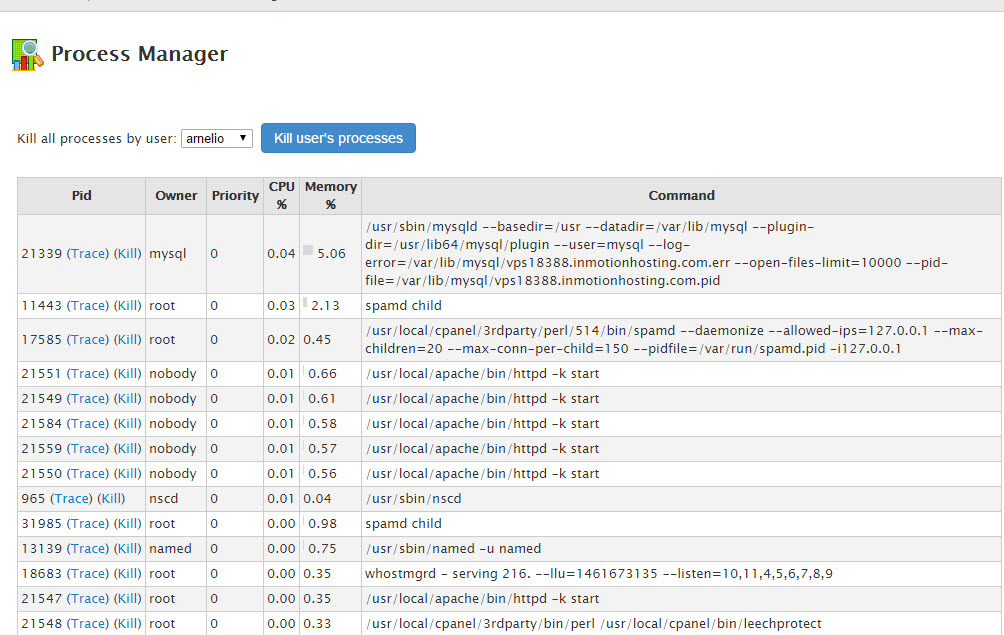 Process Manager
Kill all processes by user: arnelio Kill user's processes
Pid Owner Priority CPU % Memory % Command
21339 (Trace) (Kill) mysql 0 0.04 5.06 /usr/sbin/mysqld --basedir=/usr --datadir=/var/lib/mysql --plugin-
dir=/usr/lib64/mysql/plugin --user=mysql --log-
error=/var/lib/mysql/vps18388.inmotionhosting.com.err --open-files-limit=10000 --pid-
file=/var/lib/mysql/vps18388.inmotionhosting.com.pid
11443 (Trace) (Kill) root 0 0.03 2.13 spamd child
17585 (Trace) (Kill) root 0 0.02 0.45 /usr/local/cpanel/3rdparty/perl/514/bin/spamd --daemonize --allowed-ips=127.0.0.1 --max-
children=20 --max-conn-per-child=150 --pidfile=/var/run/spamd.pid -i127.0.0.1
21551 (Trace) (Kill) nobody 0 0.01 0.66 /usr/local/apache/bin/httpd -k start
21549 (Trace) (Kill) nobody 0 0.01 0.61 /usr/local/apache/bin/httpd -k start
21584 (Trace) (Kill) nobody 0 0.01 0.58 /usr/local/apache/bin/httpd -k start
21559 (Trace) (Kill) nobody 0 0.01 0.57 /usr/local/apache/bin/httpd -k start
21550 (Trace) (Kill) nobody 0 0.01 0.56 /usr/local/apache/bin/httpd -k start
965 (Trace) (Kill) nscd 0 0.01 0.04 /usr/sbin/nscd
31985 (Trace) (Kill) root 0 0.00 0.98 spamd child
13139 (Trace) (Kill) named 0 0.00 0.75 /usr/sbin/named -u named
18683 (Trace) (Kill) root 0 0.00 0.35 whostmgrd - serving 216. --llu=1461673135 --listen=10,11,4,5,6,7,8,9
21547 (Trace) (Kill) root 0 0.00 0.35 /usr/local/apache/bin/httpd -k start
21548 (Trace) (Kill) root 0 0.00 0.33 /usr/local/cpanel/3rdparty/bin/perl /usr/local/cpanel/bin/leechprotect